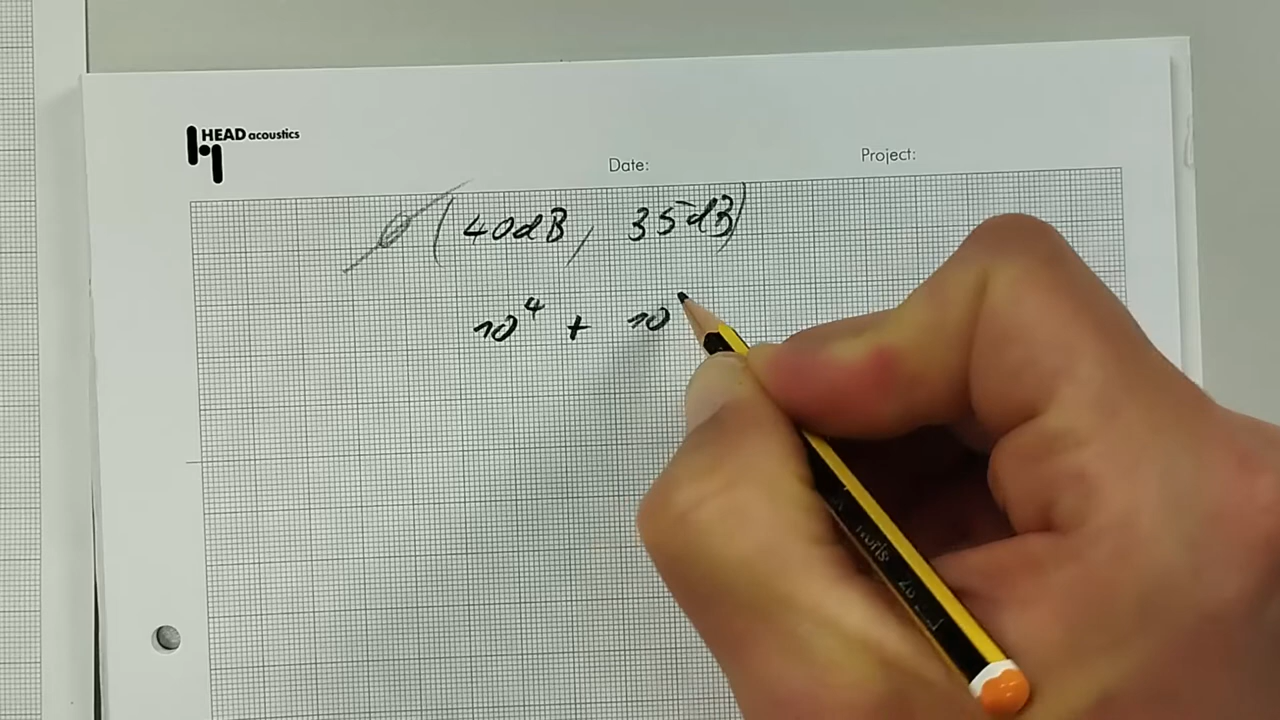 HEAD acoustics
Date:
Project:
Ø (40dB, 35dB)
10⁴ + 10